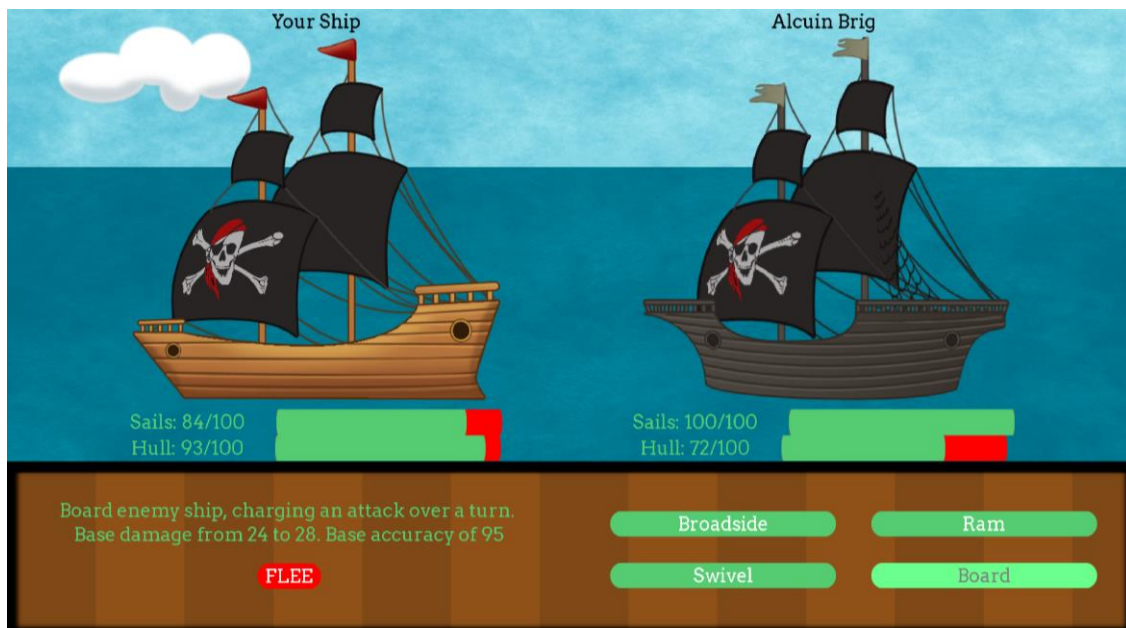 Your Ship
Alcuin Brig
Sails: 84/100
Hull: 93/100
Sails: 100/100
Hull: 72/100
Board enemy ship, charging an attack over a turn.
Base damage from 24 to 28. Base accuracy of 95
FLEE
Broadside
Ram
Swivel
Board